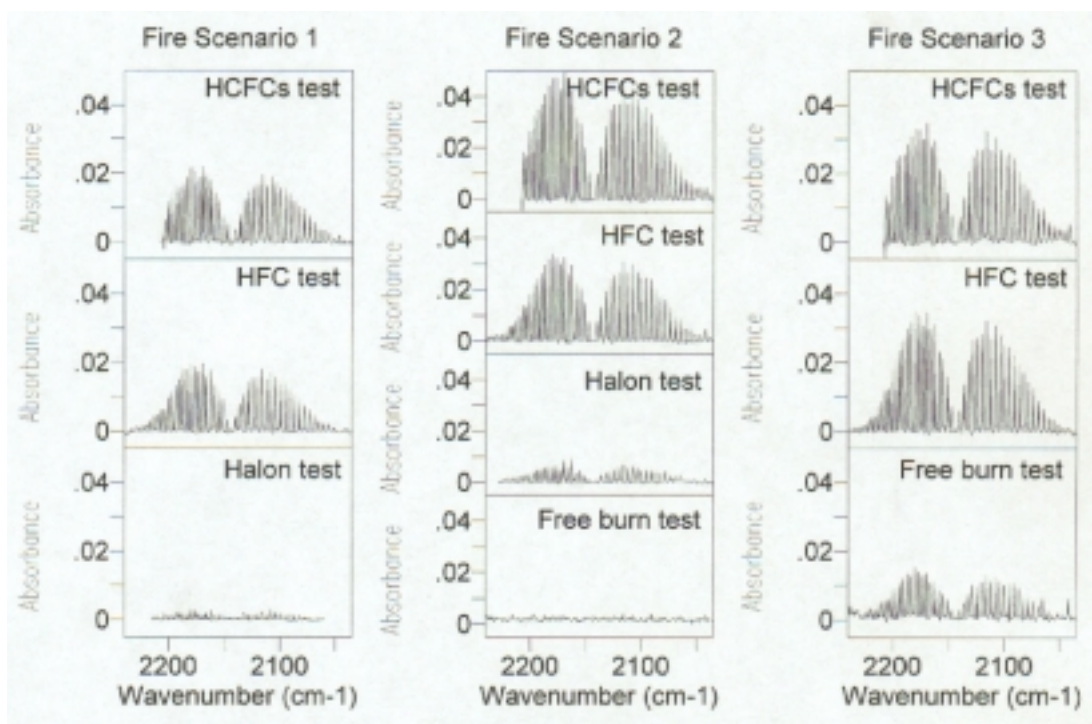 Fire Scenario 1
HCFCs test
.04
.02
0
Absorbance
HFC test
.04
.02
0
Absorbance
Halon test
.04
.02
0
Absorbance
2200 2100
Wavenumber (cm-1)
Fire Scenario 2
HCFCs test
.04
.02
0
Absorbance
HFC test
.04
.02
0
Absorbance
Halon test
.04
.02
0
Absorbance
Free burn test
.04
.02
0
Absorbance
2200 2100
Wavenumber (cm-1)
Fire Scenario 3
HCFCs test
.04
.02
0
Absorbance
HFC test
.04
.02
0
Absorbance
Free burn test
.04
.02
0
Absorbance
2200 2100
Wavenumber (cm-1)